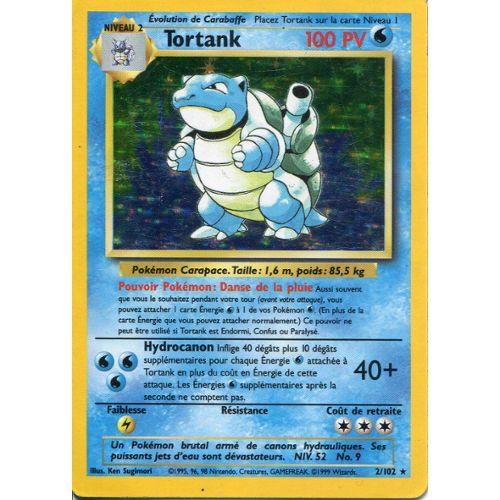 Évolution de Carabaffe Placez Tortank sur la carte Niveau 1
NIVEAU 2
Tortank 100 PV
Pokémon Carapace. Taille: 1,6 m, poids: 85,5 kg
Pouvoir Pokémon: Danse de la pluie Aussi souvent
que vous le souhaitez pendant votre tour (avant votre attaque), vous
pouvez attacher 1 carte Énergie à 1 de vos Pokémon. (En plus de la
carte Énergie que vous pouvez attacher normalement.) Ce pouvoir ne
peut être utilisé si Tortank est Endormi, Confus ou Paralysé.
Hydrocanon Inflige 40 dégâts plus 10 dégâts
supplémentaires pour chaque Énergie attachée à
Tortank en plus du coût en Énergie de cette
attaque. Les Énergies supplémentaires après la
seconde ne comptent pas.
40+
Faiblesse Résistance Coût de retraite
Un Pokémon brutal armé de canons hydrauliques. Ses
puissants jets d'eau sont dévastateurs. NIV. 52 No. 9
Illus. Ken Sugimori ©1995, 96, 98 Nintendo, Creatures, GAMEFREAK. ©1999 Wizards. 2/102 ★